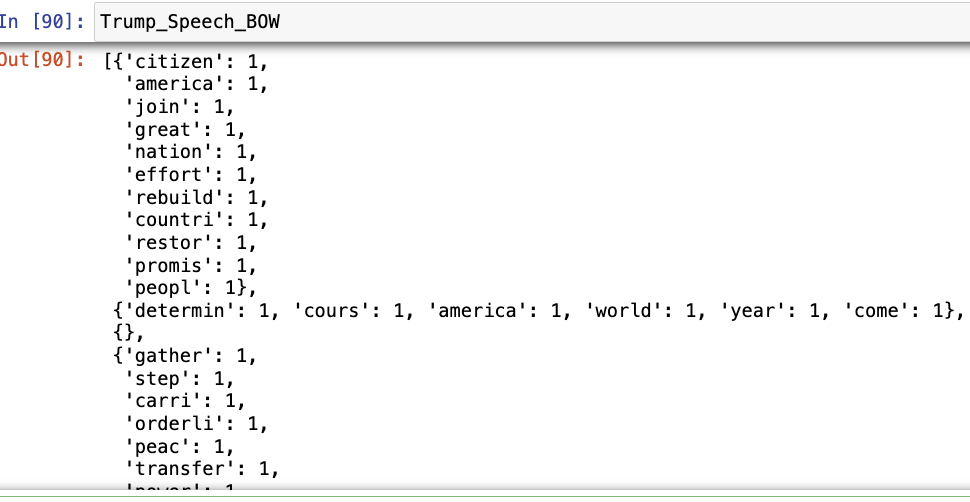 In [90]: Trump_Speech_BOW
Out[90]: [{'citizen': 1,
'america': 1,
'join': 1,
'great': 1,
'nation': 1,
'effort': 1,
'rebuild': 1,
'countri': 1,
'restor': 1,
'promis': 1,
'peopl': 1},
{'determin': 1, 'cours': 1, 'america': 1, 'world': 1, 'year': 1, 'come': 1},
{},
{'gather': 1,
'step': 1,
'carri': 1,
'orderli': 1,
'peac': 1,
'transfer': 1,